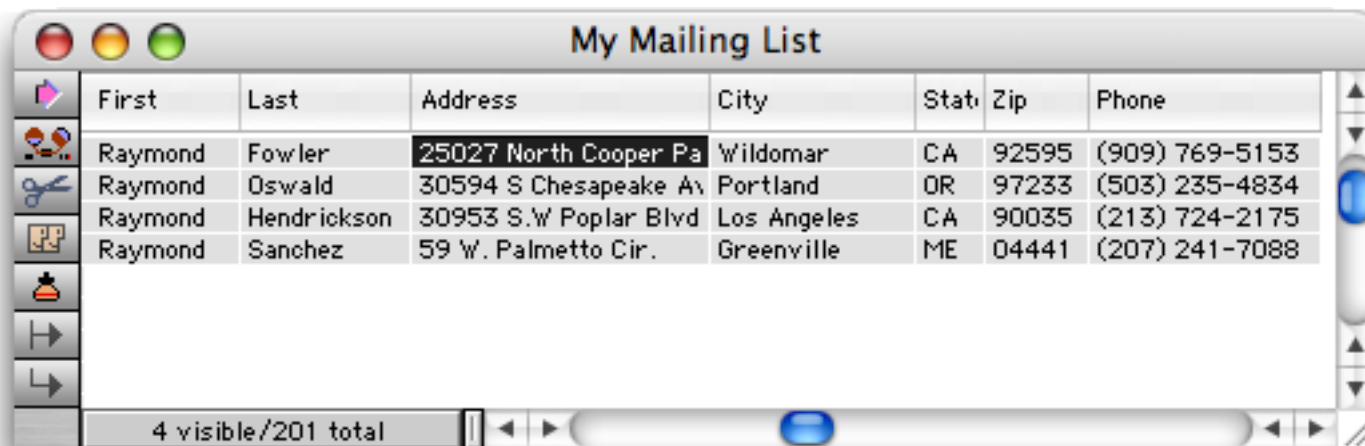 My Mailing List
First Last Address City Stat Zip Phone
Raymond Fowler 25027 North Cooper Pa Wildomar CA 92595 (909) 769-5153
Raymond Oswald 30594 S Chesapeake Av Portland OR 97233 (503) 235-4834
Raymond Hendrickson 30953 S.W Poplar Blvd Los Angeles CA 90035 (213) 724-2175
Raymond Sanchez 59 W. Palmetto Cir. Greenville ME 04441 (207) 241-7088
4 visible/201 total